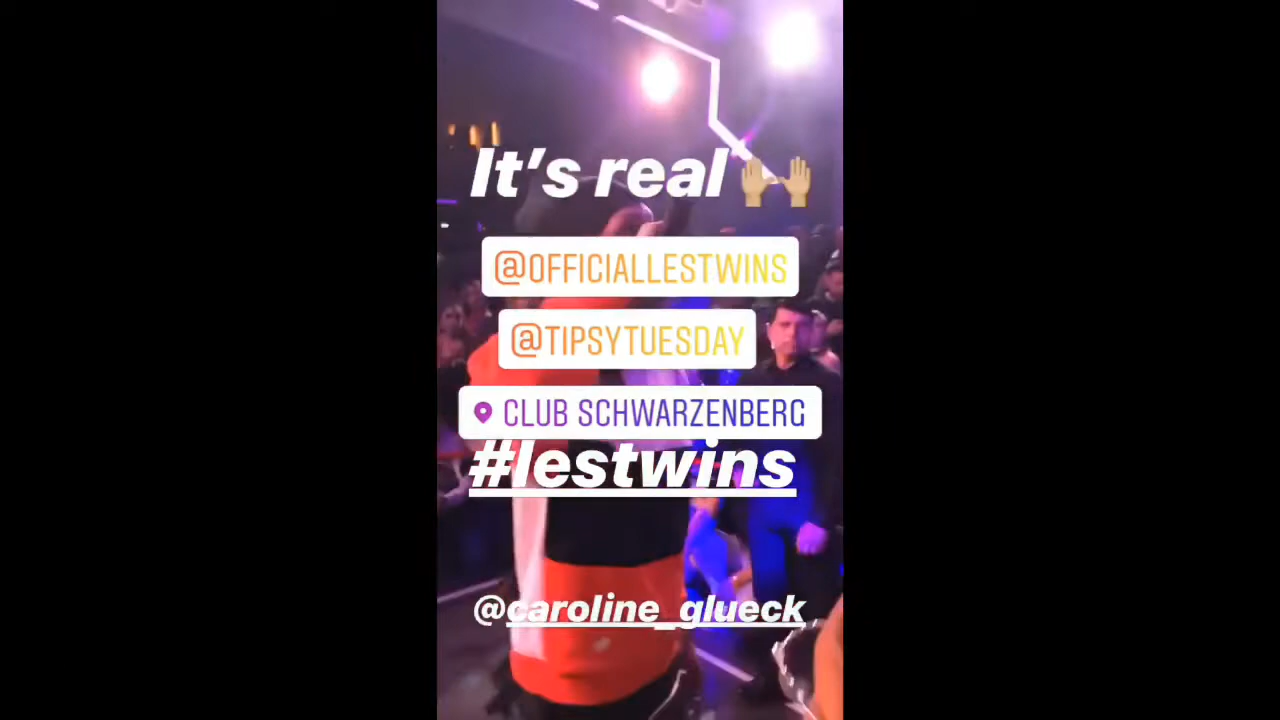 It's real 🙌🏼
@OFFICIALLESTWINS
@TIPSYTUESDAY
CLUB SCHWARZENBERG
#lestwins
@caroline_glueck